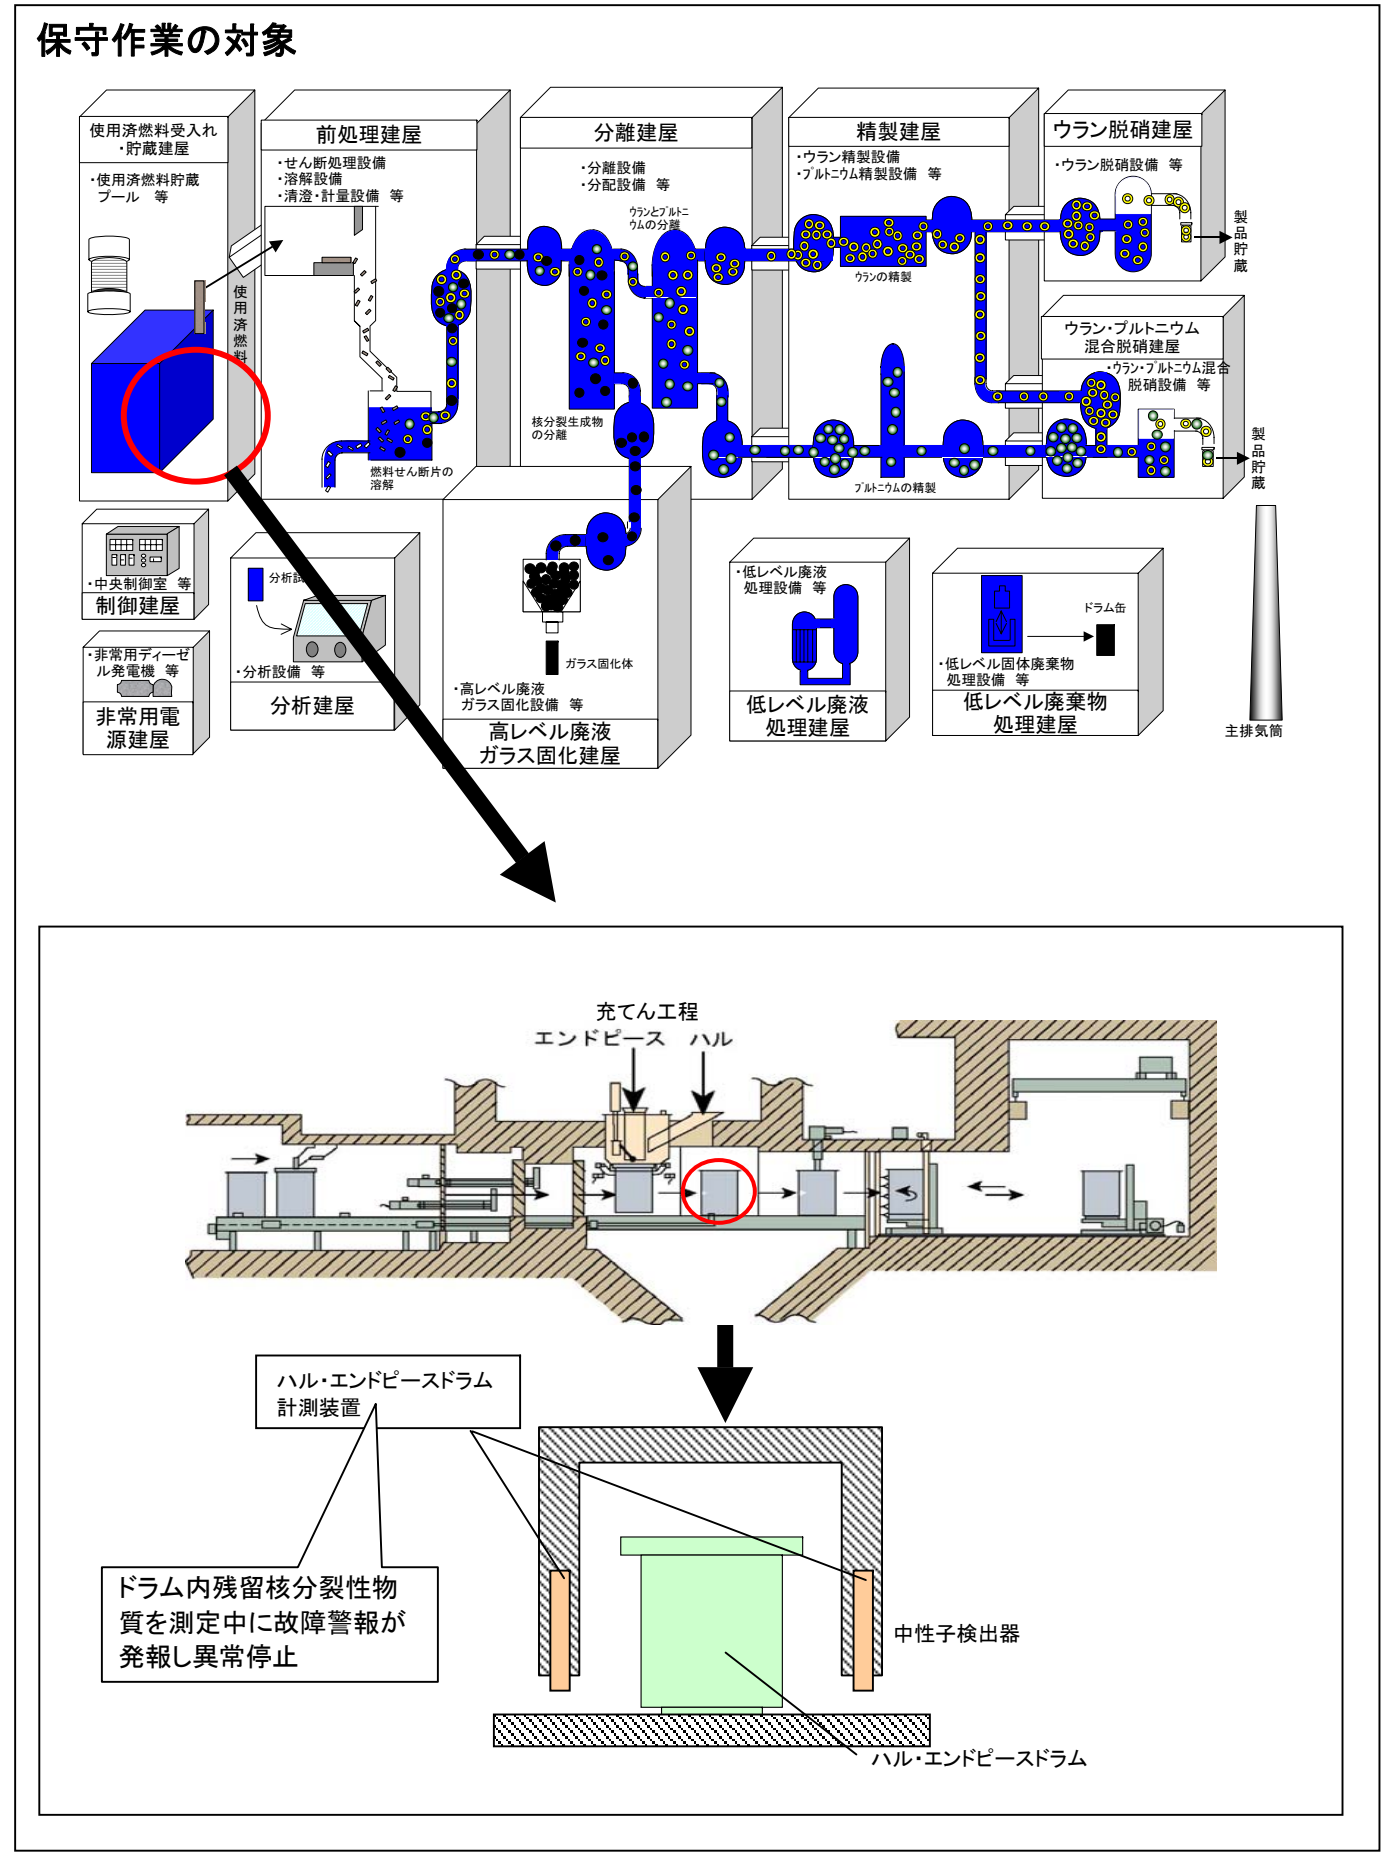 保守作業の対象
使用済燃料受入れ
・貯蔵建屋
・使用済燃料貯蔵
プール 等
使用済燃料
前処理建屋
・せん断処理設備
・溶解設備
・清澄・計量設備 等
燃料せん断片の
溶解
分離建屋
・分離設備
・分配設備 等
ウランとプルトニ
ウムの分離
核分裂生成物
の分離
精製建屋
・ウラン精製設備
・プルトニウム精製設備 等
ウランの精製
プルトニウムの精製
ウラン脱硝建屋
・ウラン脱硝設備 等
製品貯蔵
ウラン・プルトニウム
混合脱硝建屋
・ウラン・プルトニウム混合
脱硝設備 等
製品貯蔵
・中央制御室 等
制御建屋
・非常用ディーゼ
ル発電機 等
非常用電
源建屋
分析試
・分析設備 等
分析建屋
ガラス固化体
・高レベル廃液
ガラス固化設備 等
高レベル廃液
ガラス固化建屋
・低レベル廃液
処理設備 等
低レベル廃液
処理建屋
ドラム缶
・低レベル固体廃棄物
処理設備 等
低レベル廃棄物
処理建屋
主排気筒
充てん工程
エンドピース ハル
ハル・エンドピースドラム
計測装置
ドラム内残留核分裂性物
質を測定中に故障警報が
発報し異常停止
中性子検出器
ハル・エンドピースドラム